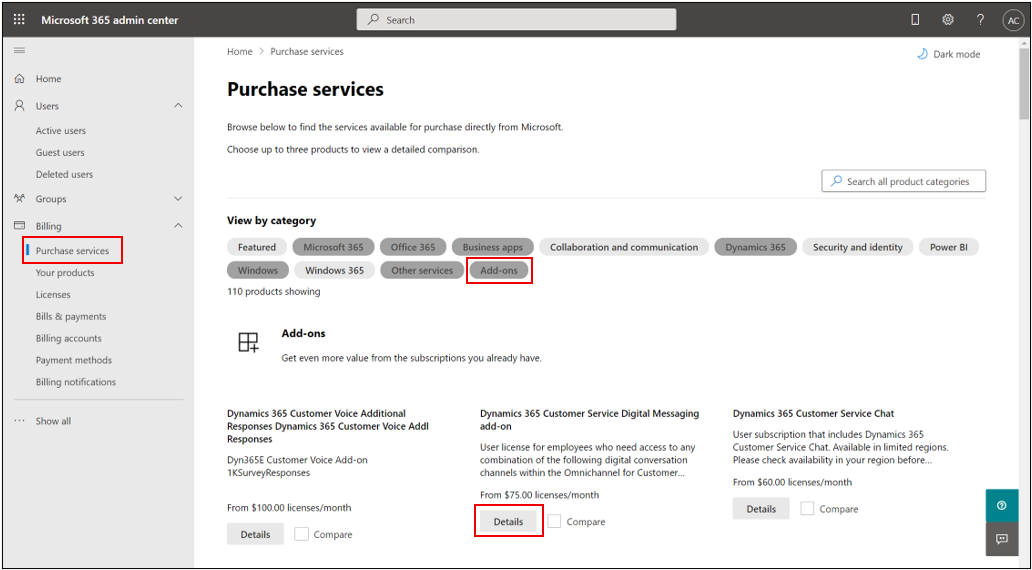 Microsoft 365 admin center
Search
?
AC
Home > Purchase services
Dark mode
Home
Users
Active users
Guest users
Deleted users
Groups
Billing
Purchase services
Your products
Licenses
Bills & payments
Billing accounts
Payment methods
Billing notifications
Show all
Purchase services
Browse below to find the services available for purchase directly from Microsoft.
Choose up to three products to view a detailed comparison.
Search all product categories
View by category
Featured
Microsoft 365
Office 365
Business apps
Collaboration and communication
Dynamics 365
Security and identity
Power BI
Windows
Windows 365
Other services
Add-ons
110 products showing
Add-ons
Get even more value from the subscriptions you already have.
Dynamics 365 Customer Voice Additional
Responses Dynamics 365 Customer Voice Addl
Responses
Dyn365E Customer Voice Add-on
1KSurveyResponses
From $100.00 licenses/month
Details
Compare
Dynamics 365 Customer Service Digital Messaging
add-on
User license for employees who need access to any
combination of the following digital conversation
channels within the Omnichannel for Customer...
From $75.00 licenses/month
Details
Compare
Dynamics 365 Customer Service Chat
User subscription that includes Dynamics 365
Customer Service Chat. Available in limited regions.
Please check availability in your region before...
From $60.00 licenses/month
Details
Compare